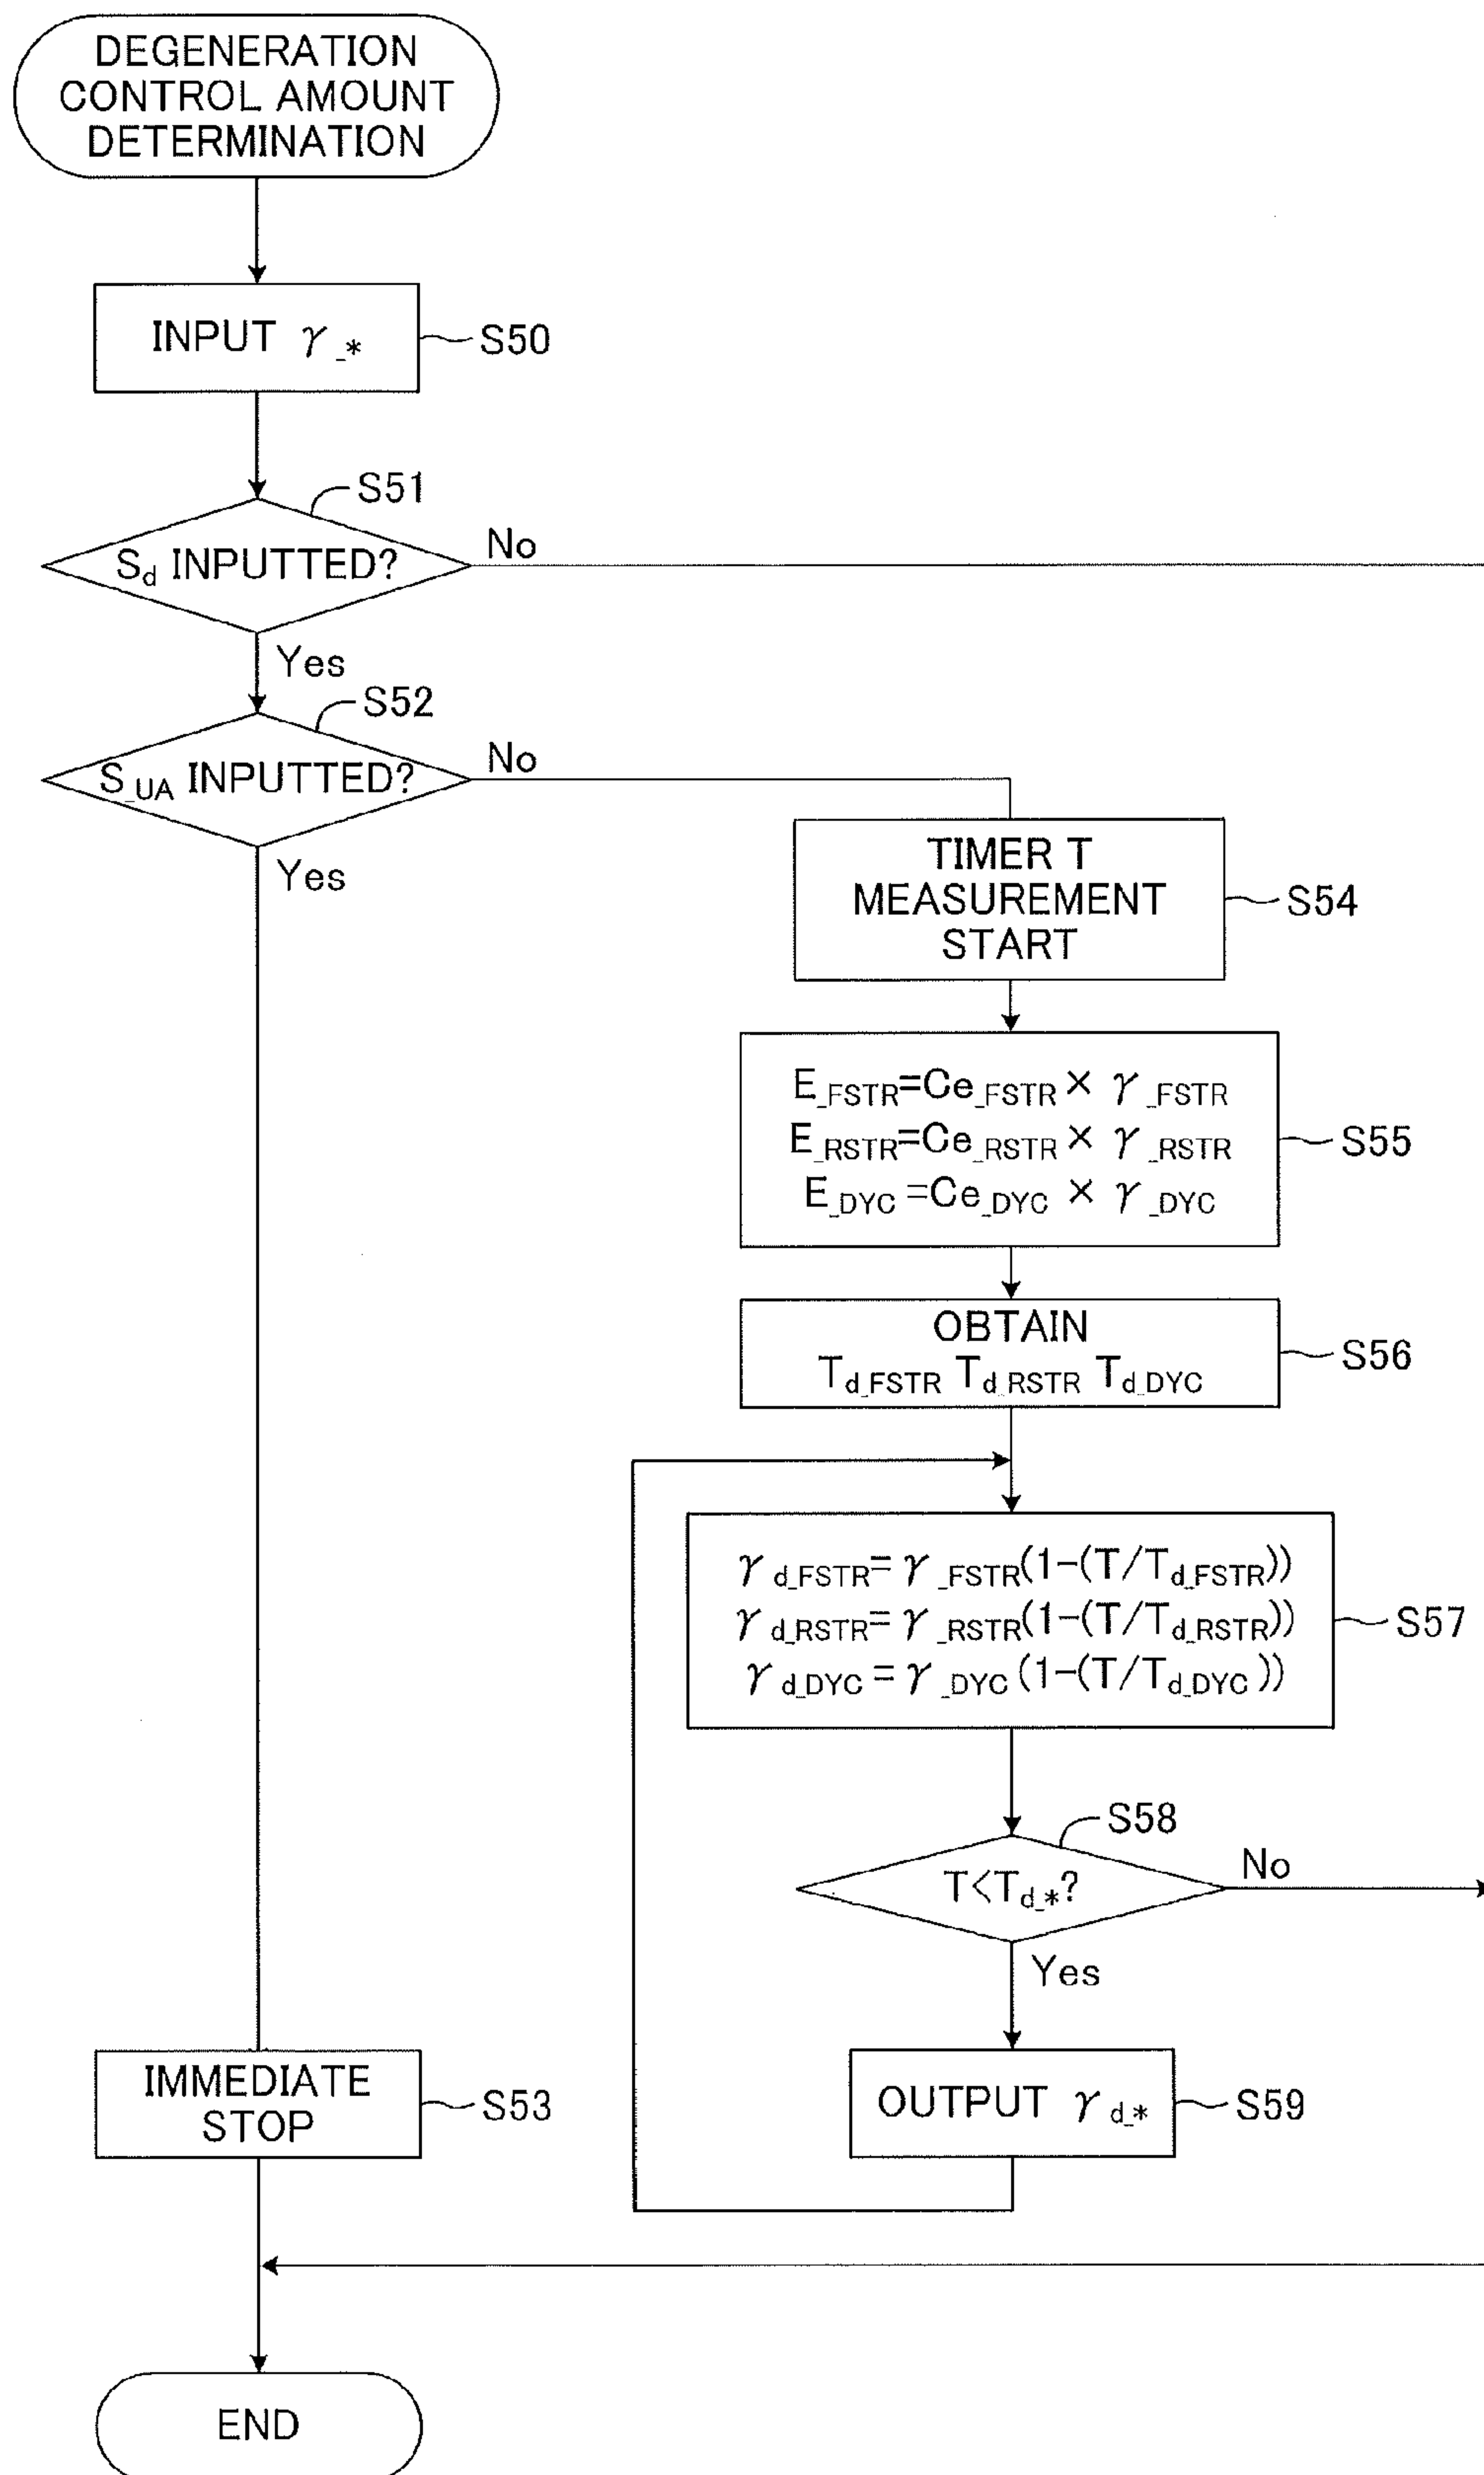 DEGENERATION
CONTROL AMOUNT
DETERMINATION
INPUT γ_*
S50
S51
Sd INPUTTED?
No
Yes
S52
S_UA INPUTTED?
No
Yes
TIMER T
MEASUREMENT
START
S54
E_FSTR=Ce_FSTR × γ_FSTR
E_RSTR=Ce_RSTR × γ_RSTR
E_DYC =Ce_DYC × γ_DYC
S55
OBTAIN
Td_FSTR Td_RSTR Td_DYC
S56
γd_FSTR= γ_FSTR(1-(T/Td_FSTR))
γd_RSTR= γ_RSTR(1-(T/Td_RSTR))
γd_DYC = γ_DYC (1-(T/Td_DYC ))
S57
S58
T<Td_*?
No
Yes
IMMEDIATE
STOP
S53
OUTPUT γd_*
S59
END